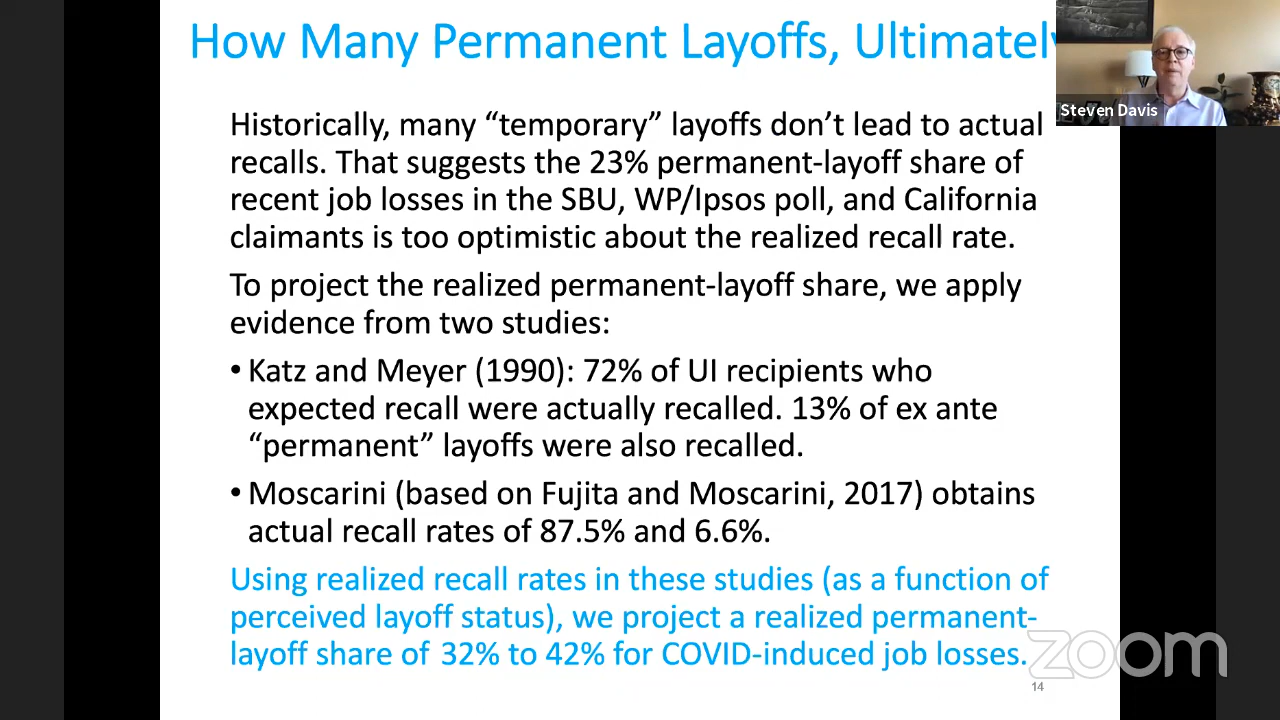 How Many Permanent Layoffs, Ultimately
Steven Davis
Historically, many “temporary” layoffs don’t lead to actual
recalls. That suggests the 23% permanent-layoff share of
recent job losses in the SBU, WP/Ipsos poll, and California
claimants is too optimistic about the realized recall rate.
To project the realized permanent-layoff share, we apply
evidence from two studies:
• Katz and Meyer (1990): 72% of UI recipients who
expected recall were actually recalled. 13% of ex ante
“permanent” layoffs were also recalled.
• Moscarini (based on Fujita and Moscarini, 2017) obtains
actual recall rates of 87.5% and 6.6%.
Using realized recall rates in these studies (as a function of
perceived layoff status), we project a realized permanent-
layoff share of 32% to 42% for COVID-induced job losses.
zoom
14